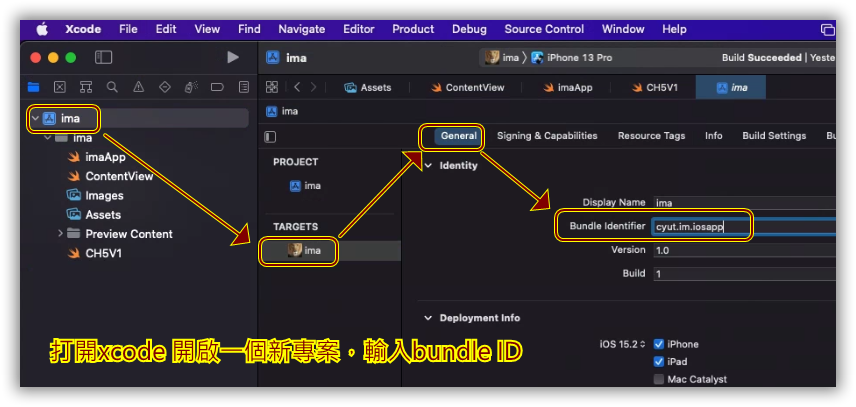 Xcode File Edit View Find Navigate Editor Product Debug Source Control Window Help
ima
ima 〉 iPhone 13 Pro
Build Succeeded | Yeste
Assets ContentView imaApp CH5V1 ima
ima
ima
ima
imaApp
ContentView
Images
Assets
Preview Content
CH5V1
General Signing & Capabilities Resource Tags Info Build Settings Bu
PROJECT
ima
TARGETS
ima
Identity
Display Name ima
Bundle Identifier cyut.im.iosapp
Version 1.0
Build 1
Deployment Info
iOS 15.2 iPhone
iPad
Mac Catalyst
打開xcode 開啟一個新專案，輸入bundle ID